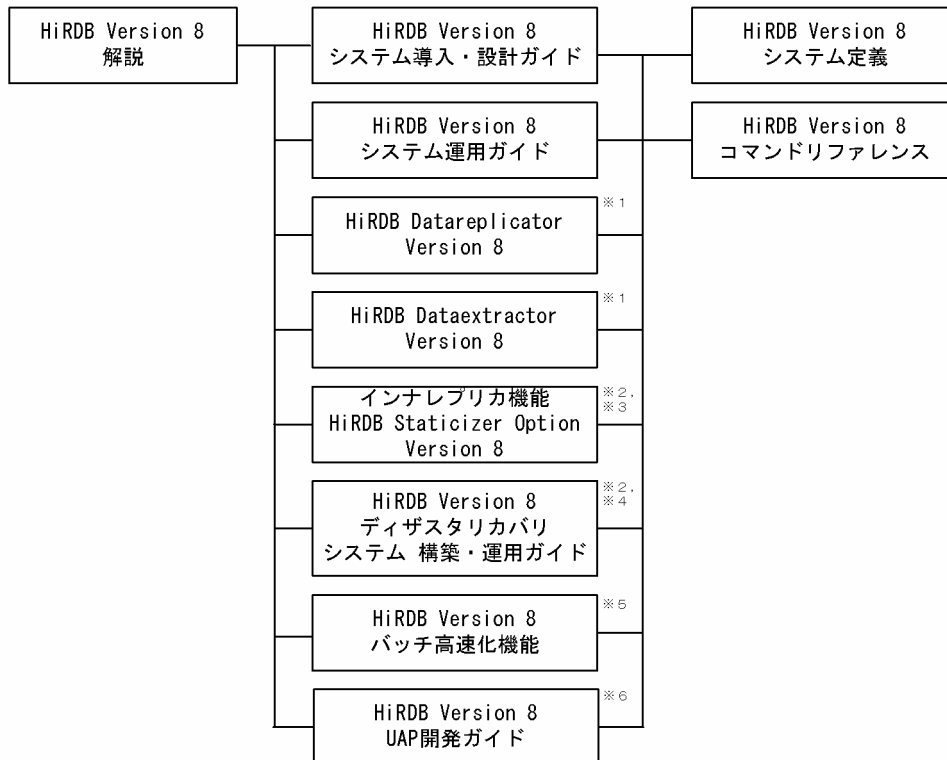 HiRDB Version 8
解説
HiRDB Version 8
システム導入・設計ガイド
HiRDB Version 8
システム定義
HiRDB Version 8
システム運用ガイド
HiRDB Version 8
コマンドリファレンス
HiRDB Datareplicator
Version 8
※1
HiRDB Dataextractor
Version 8
※1
インナレプリカ機能
HiRDB Staticizer Option
Version 8
※2,
※3
HiRDB Version 8
ディザスタリカバリ
システム 構築・運用ガイド
※2,
※4
HiRDB Version 8
バッチ高速化機能
※5
HiRDB Version 8
UAP開発ガイド
※6